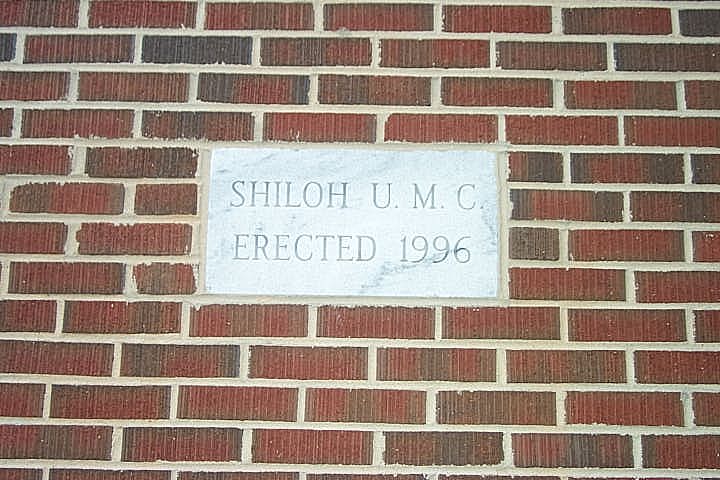 SHILOH U. M. C.
ERECTED 1996